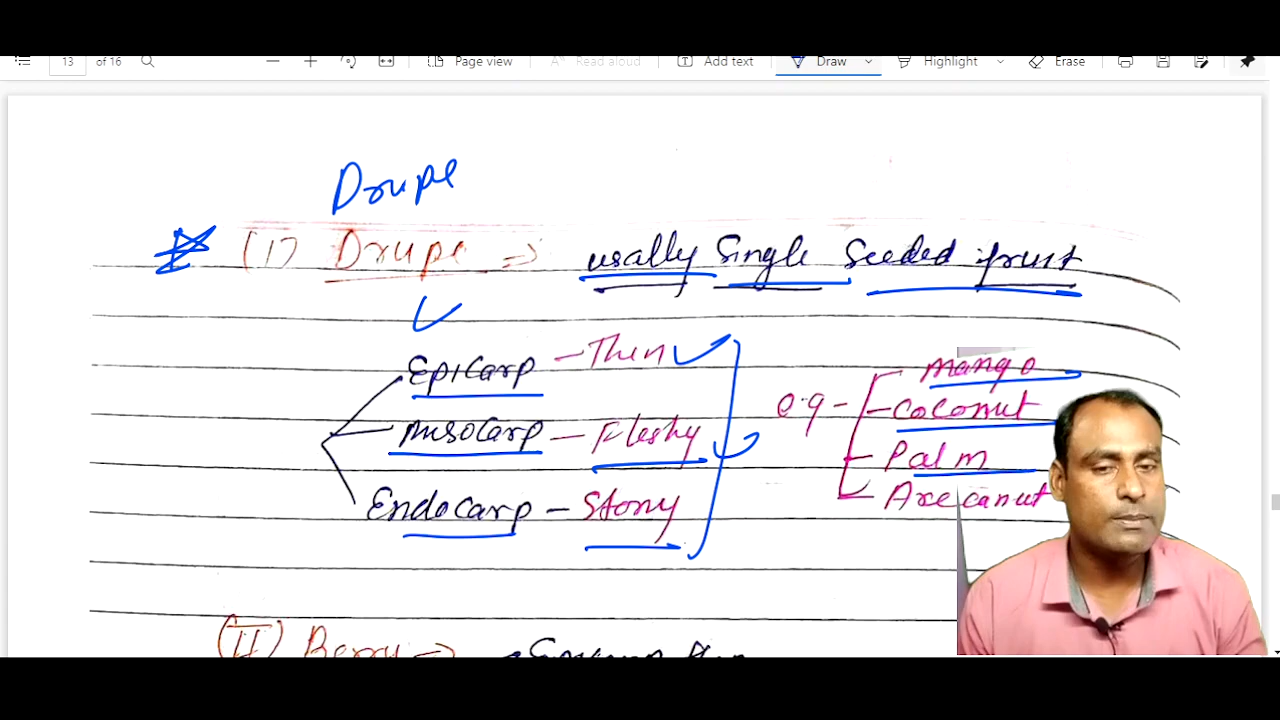 13 of 16 Page view Read aloud Add text Draw Highlight Erase
Drupe
(I) Drupe ⇒ usally Single Seeded fruit
Epicarp – Thin
Mesocarp – Fleshy
Endocarp – Stony
e.g –
Mango
Coconut
Palm
Arecanut
(II) Berry ⇒